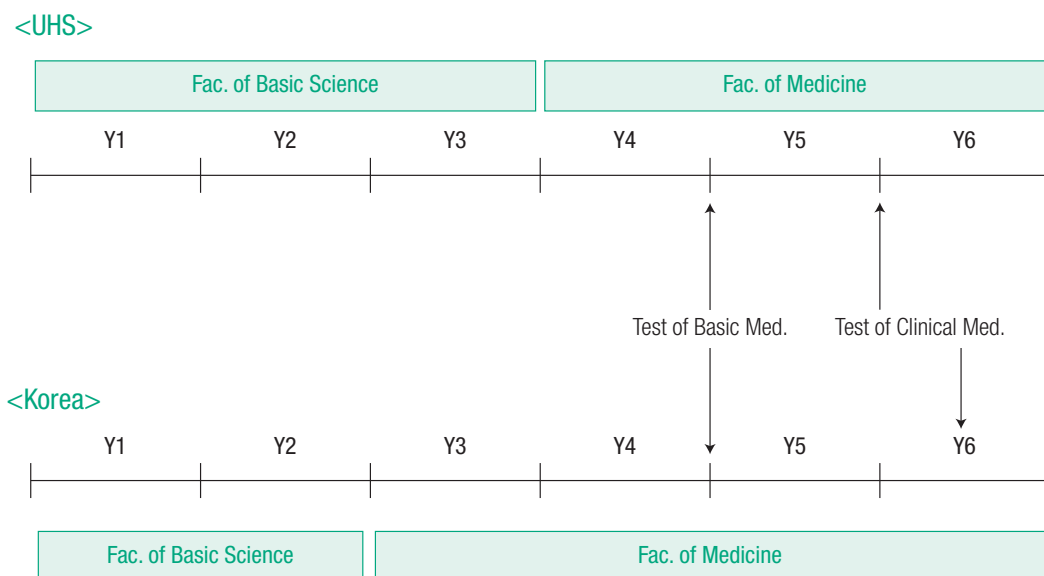 <UHS>
Fac. of Basic Science Fac. of Medicine
Y1 Y2 Y3 Y4 Y5 Y6
Test of Basic Med. Test of Clinical Med.
<Korea>
Y1 Y2 Y3 Y4 Y5 Y6
Fac. of Basic Science Fac. of Medicine